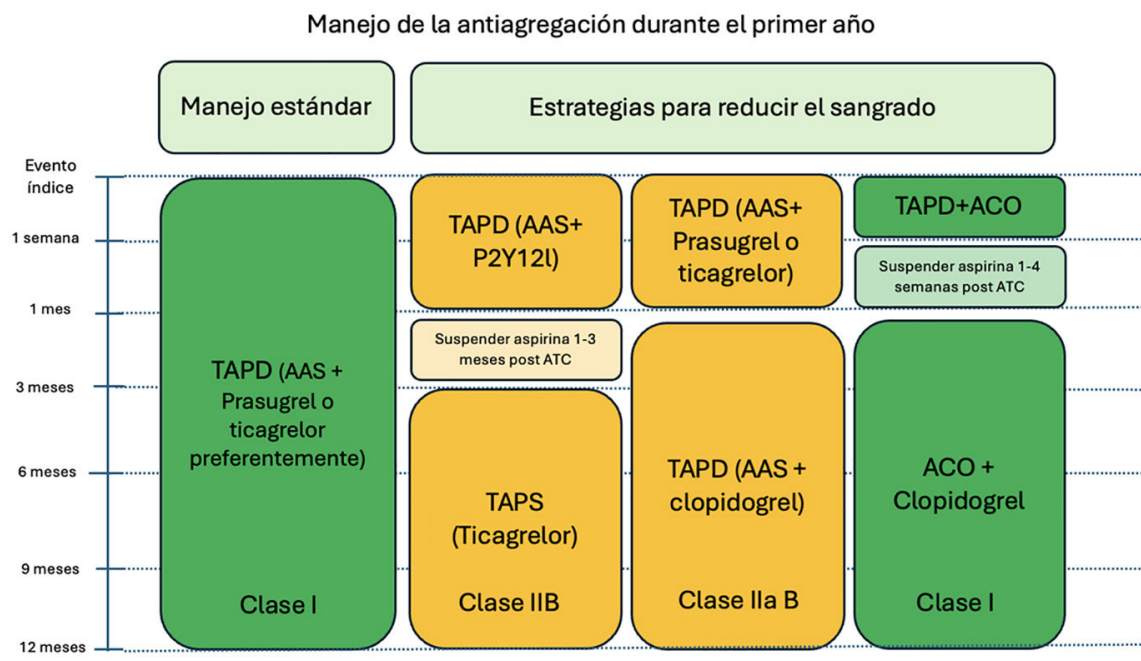 Manejo de la antiagregación durante el primer año
Manejo estándar
Estrategias para reducir el sangrado
Evento
índice
1 semana
1 mes
3 meses
6 meses
9 meses
12 meses
TAPD (AAS +
Prasugrel o
ticagrelor
preferentemente)
Clase I
TAPD (AAS+
P2Y12l)
Suspender aspirina 1-3
meses post ATC
TAPS
(Ticagrelor)
Clase IIB
TAPD (AAS+
Prasugrel o
ticagrelor)
TAPD (AAS +
clopidogrel)
Clase IIa B
TAPD+ACO
Suspender aspirina 1-4
semanas post ATC
ACO +
Clopidogrel
Clase I